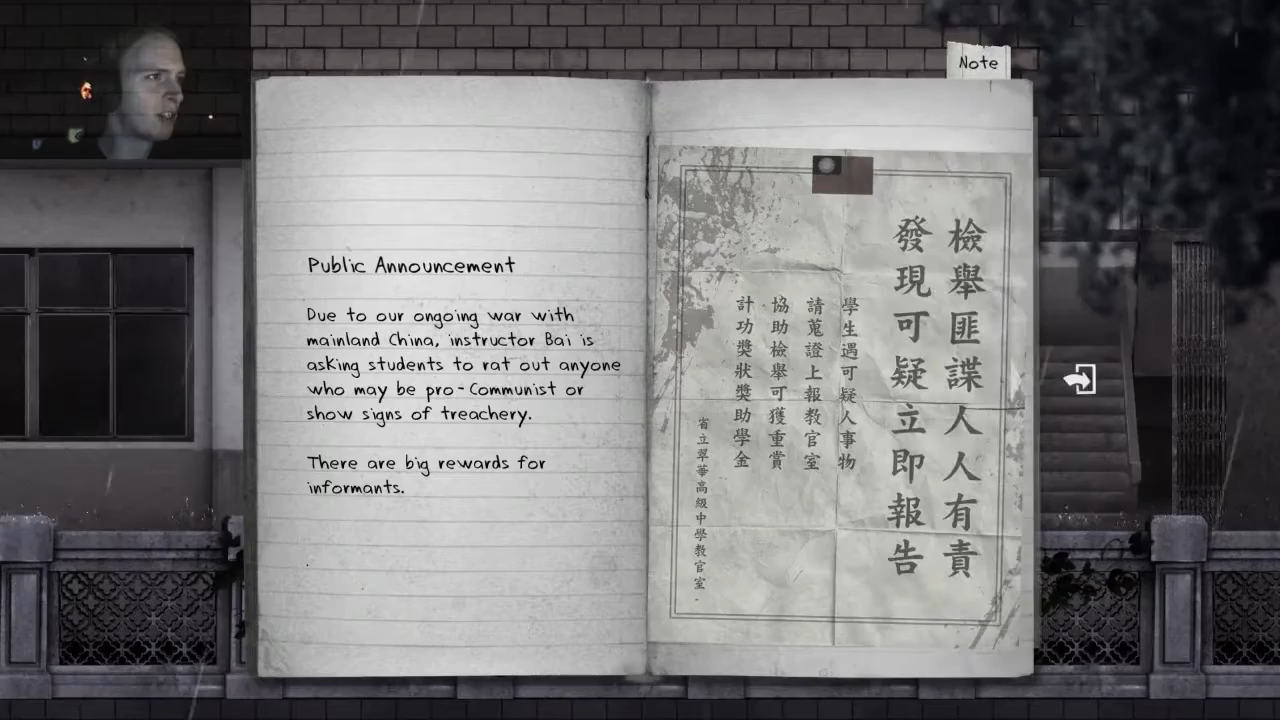 Note
Public Announcement
Due to our ongoing war with
mainland China, instructor Bai is
asking students to rat out anyone
who may be pro-Communist or
show signs of treachery.
There are big rewards for
informants.
檢舉匪諜人人有責
發現可疑立即報告
學生遇可疑人事物
請蒐證上報教官室
協助檢舉可獲重賞
計功獎狀獎助學金
省立翠華高級中學教官室